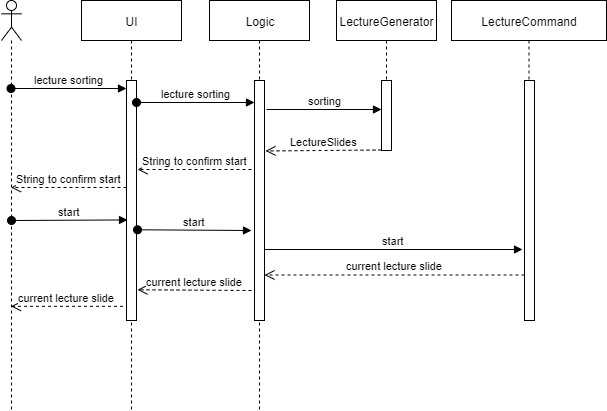 UI
Logic
LectureGenerator
LectureCommand
lecture sorting
lecture sorting
sorting
LectureSlides
String to confirm start
String to confirm start
start
start
start
current lecture slide
current lecture slide
current lecture slide